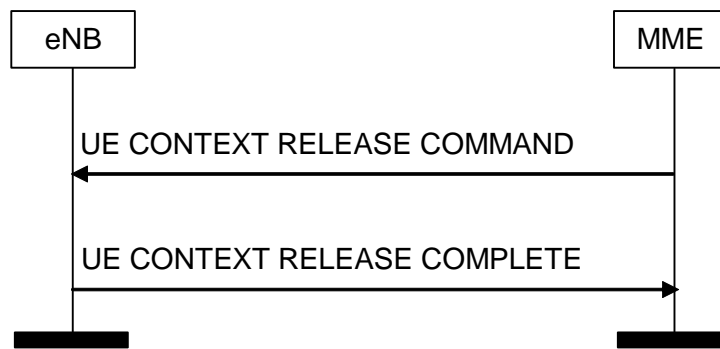 eNB
MME
UE CONTEXT RELEASE COMMAND
UE CONTEXT RELEASE COMPLETE